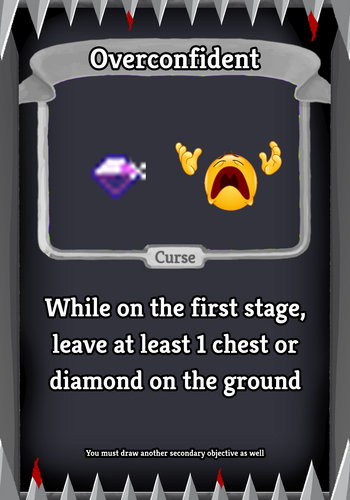 Overconfident
Curse
While on the first stage,
leave at least 1 chest or
diamond on the ground
You must draw another secondary objective as well